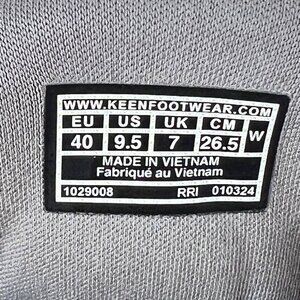 WWW.KEENFOOTWEAR.COM
EU US UK CM W
40 9.5 7 26.5
MADE IN VIETNAM
Fabriqué au Vietnam
1029008 RRI 010324